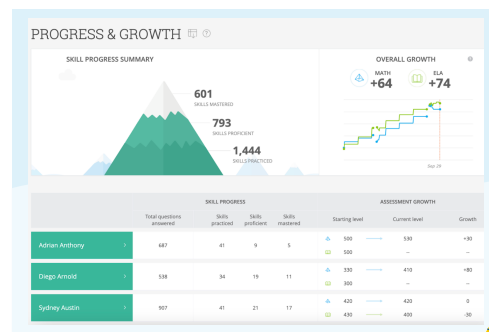 PROGRESS & GROWTH
SKILL PROGRESS SUMMARY
601
SKILLS MASTERED
793
SKILLS PROFICIENT
1,444
SKILLS PRACTICED
OVERALL GROWTH
MATH
+64
ELA
+74
Sep 29
SKILL PROGRESS
ASSESSMENT GROWTH
Total questions answered
Skills practiced
Skills proficient
Skills mastered
Starting level
Current level
Growth
Adrian Anthony 687 41 9 5 500 530 +30
500 -- --
Diego Arnold 538 34 19 11 330 410 +80
300 -- --
Sydney Austin 907 41 21 17 420 420 0
430 400 -30